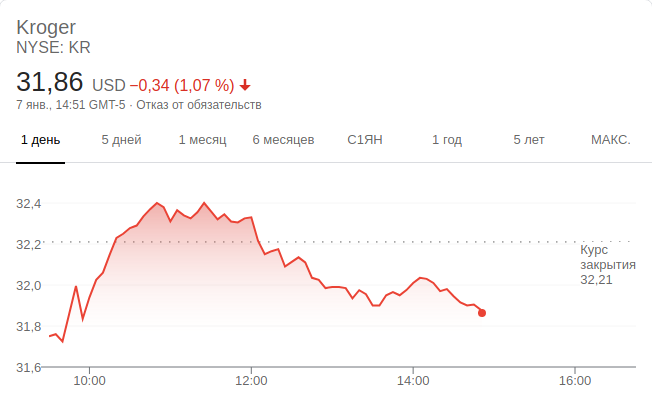 Kroger
NYSE: KR
31,86 USD −0,34 (1,07 %)
7 янв., 14:51 GMT-5 · Отказ от обязательств
1 день 5 дней 1 месяц 6 месяцев С1ЯН 1 год 5 лет МАКС.
32,4
32,2
Курс
закрытия
32,21
32,0
31,8
31,6
10:00 12:00 14:00 16:00